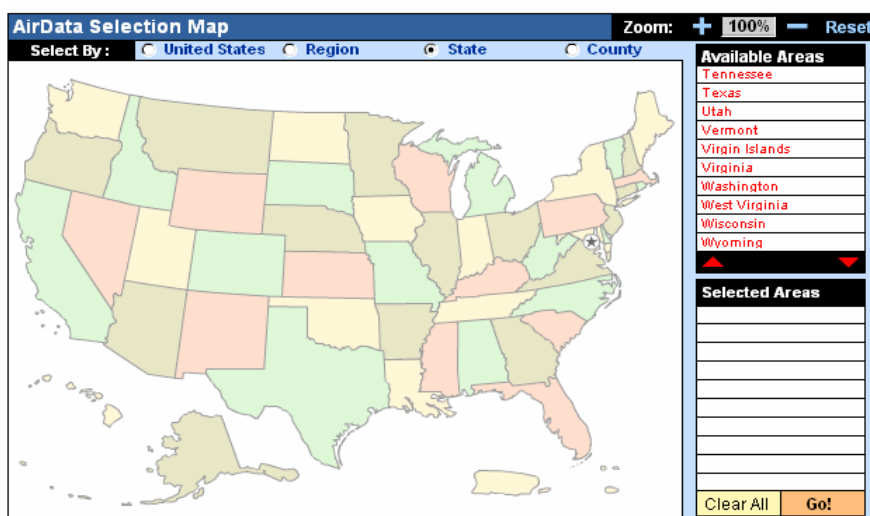 AirData Selection Map Zoom: + 100% − Reset
Select By : United States Region State County
Available Areas
Tennessee
Texas
Utah
Vermont
Virgin Islands
Virginia
Washington
West Virginia
Wisconsin
Wyoming
Selected Areas
Clear All Go!